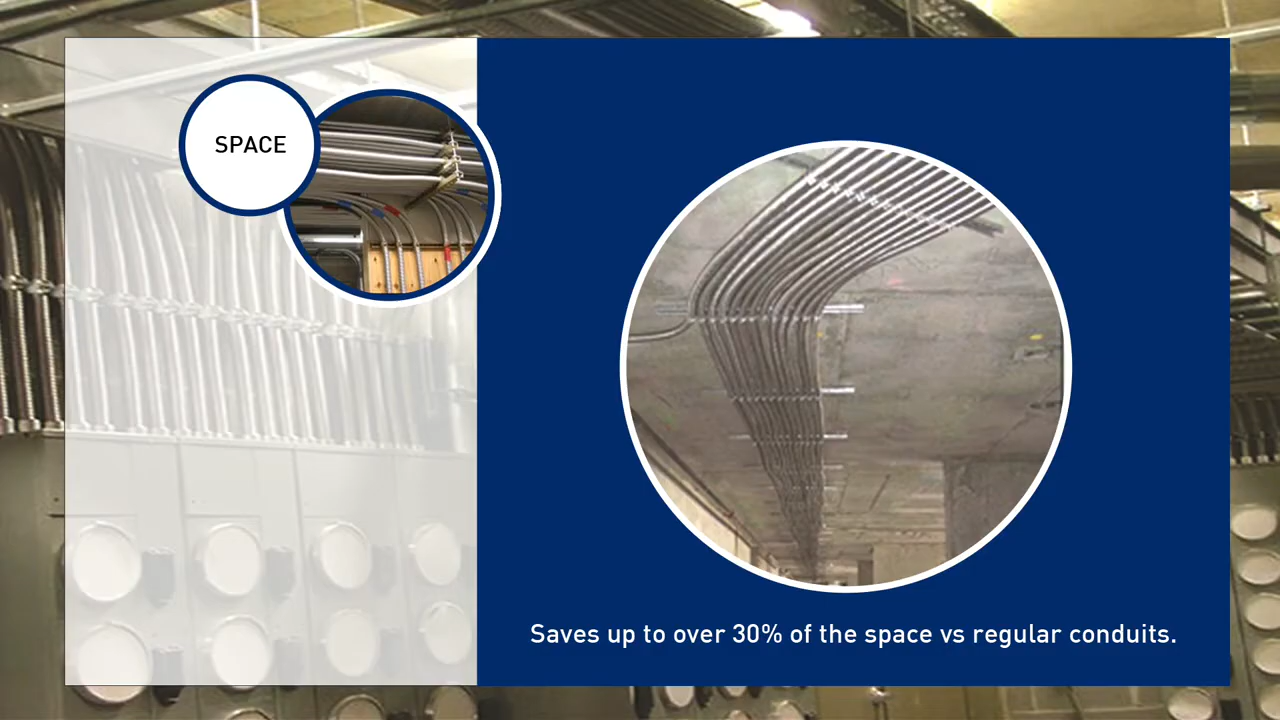 SPACE
Saves up to over 30% of the space vs regular conduits.